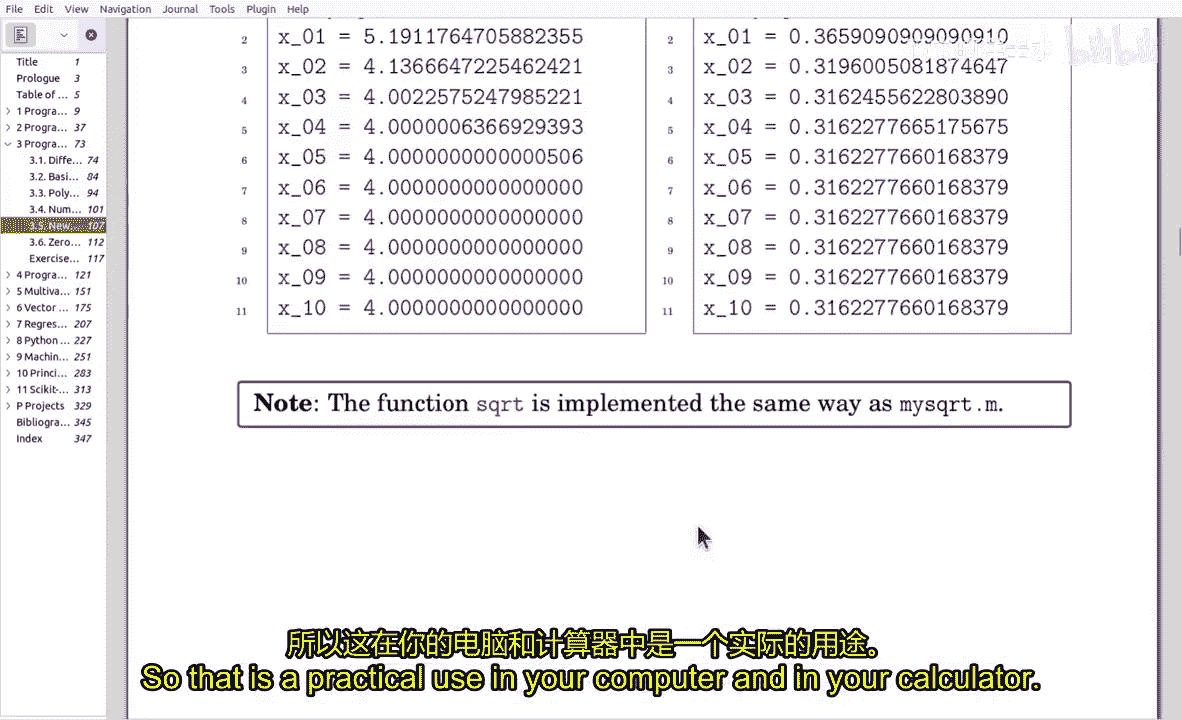 File Edit View Navigation Journal Tools Plugin Help
Title 1
Prologue 3
Table of ... 5
1 Progra... 9
2 Progra... 37
3 Progra... 73
3.1. Diffe... 74
3.2. Basi... 84
3.3. Poly... 94
3.4. Num... 101
3.5. New... 107
3.6. Zero... 112
Exercise... 117
4 Progra... 121
5 Multiva... 151
6 Vector ... 175
7 Regres... 207
8 Python ... 227
9 Machin... 251
10 Princi... 283
11 Scikit-... 313
P Projects 329
Bibliogra... 345
Index 347
2 x_01 = 5.1911764705882355
3 x_02 = 4.1366647225462421
4 x_03 = 4.0022575247985221
5 x_04 = 4.0000006366929393
6 x_05 = 4.0000000000000506
7 x_06 = 4.0000000000000000
8 x_07 = 4.0000000000000000
9 x_08 = 4.0000000000000000
10 x_09 = 4.0000000000000000
11 x_10 = 4.0000000000000000
2 x_01 = 0.3659090909090910
3 x_02 = 0.3196005081874647
4 x_03 = 0.3162455622803890
5 x_04 = 0.3162277665175675
6 x_05 = 0.3162277660168379
7 x_06 = 0.3162277660168379
8 x_07 = 0.3162277660168379
9 x_08 = 0.3162277660168379
10 x_09 = 0.3162277660168379
11 x_10 = 0.3162277660168379
Note: The function sqrt is implemented the same way as mysqrt.m.
所以这在你的电脑和计算器中是一个实际的用途。
So that is a practical use in your computer and in your calculator.